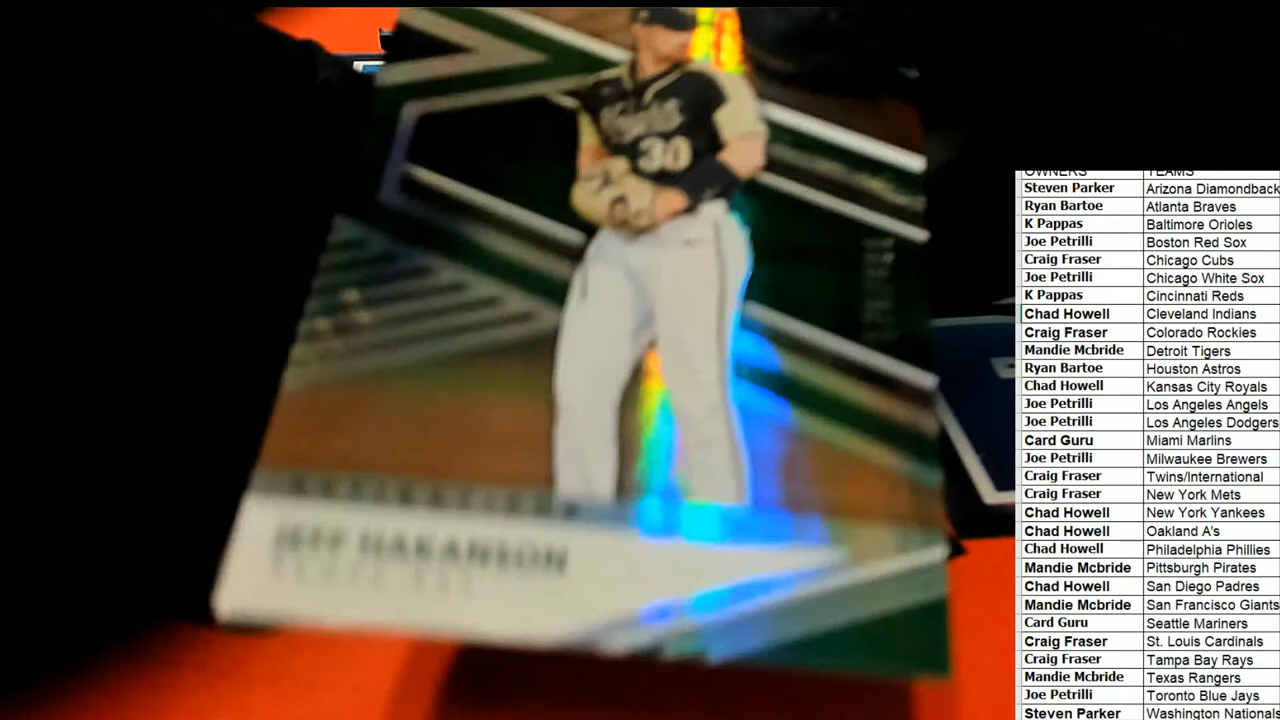 30
OWNERS TEAMS
Steven Parker Arizona Diamondback
Ryan Bartoe Atlanta Braves
K Pappas Baltimore Orioles
Joe Petrilli Boston Red Sox
Craig Fraser Chicago Cubs
Joe Petrilli Chicago White Sox
K Pappas Cincinnati Reds
Chad Howell Cleveland Indians
Craig Fraser Colorado Rockies
Mandie Mcbride Detroit Tigers
Ryan Bartoe Houston Astros
Chad Howell Kansas City Royals
Joe Petrilli Los Angeles Angels
Joe Petrilli Los Angeles Dodgers
Card Guru Miami Marlins
Joe Petrilli Milwaukee Brewers
Craig Fraser Twins/International
Craig Fraser New York Mets
Chad Howell New York Yankees
Chad Howell Oakland A's
Chad Howell Philadelphia Phillies
Mandie Mcbride Pittsburgh Pirates
Chad Howell San Diego Padres
Mandie Mcbride San Francisco Giants
Card Guru Seattle Mariners
Craig Fraser St. Louis Cardinals
Craig Fraser Tampa Bay Rays
Mandie Mcbride Texas Rangers
Joe Petrilli Toronto Blue Jays
Steven Parker Washington Nationals